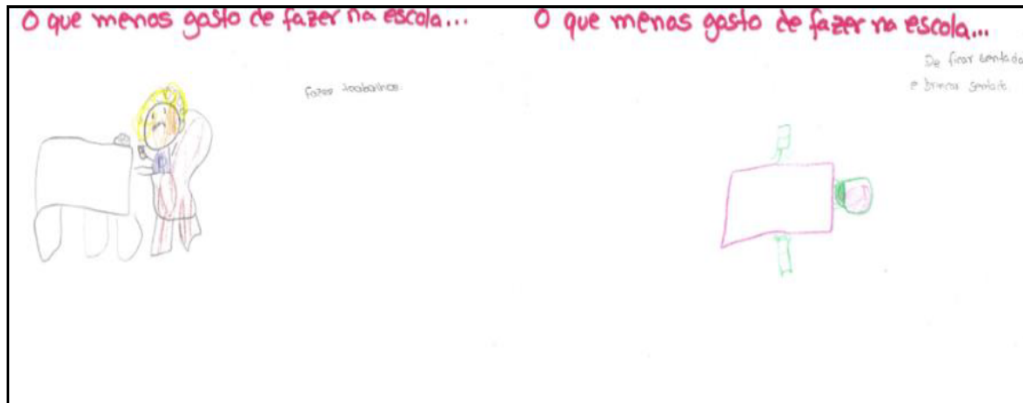 O que menos gosto de fazer na escola...
fazer trabalhos
O que menos gosto de fazer na escola...
De ficar sentado
e brincar sentado